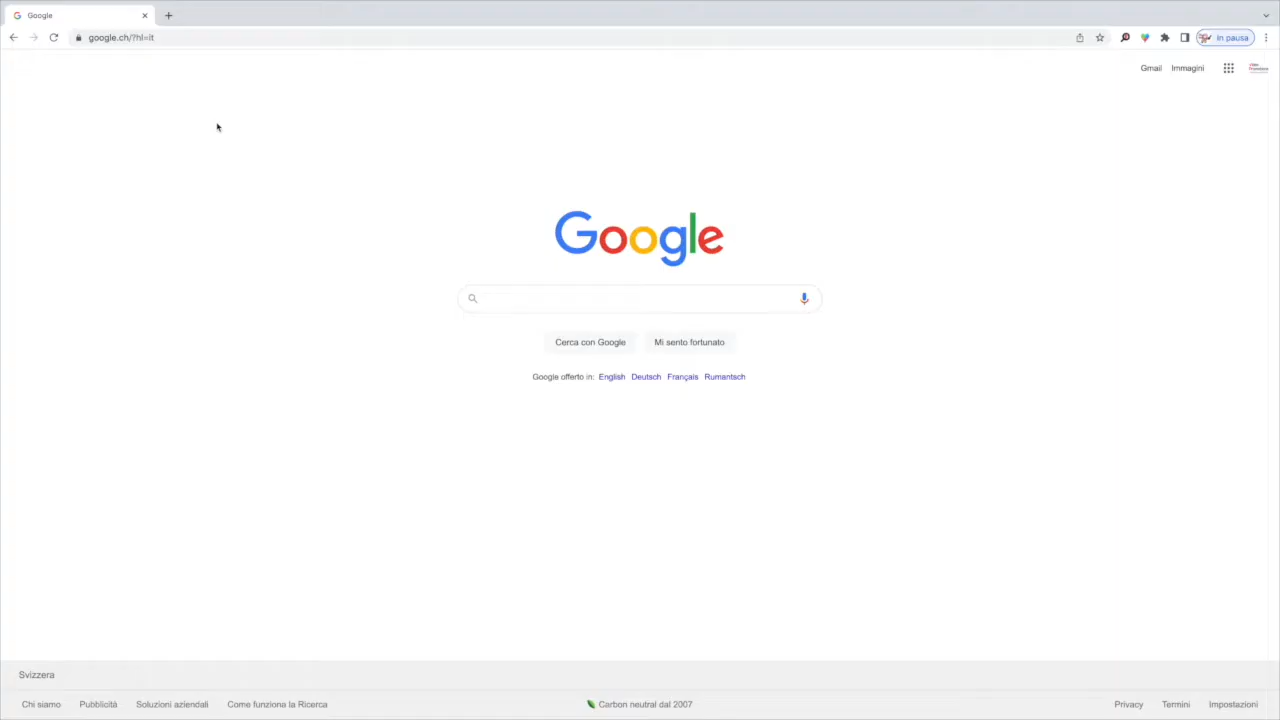 Google
google.ch/?hl=it
In pausa
Gmail Immagini
Google
Cerca con Google Mi sento fortunato
Google offerto in: English Deutsch Français Rumantsch
Svizzera
Chi siamo Pubblicità Soluzioni aziendali Come funziona la Ricerca Carbon neutral dal 2007 Privacy Termini Impostazioni